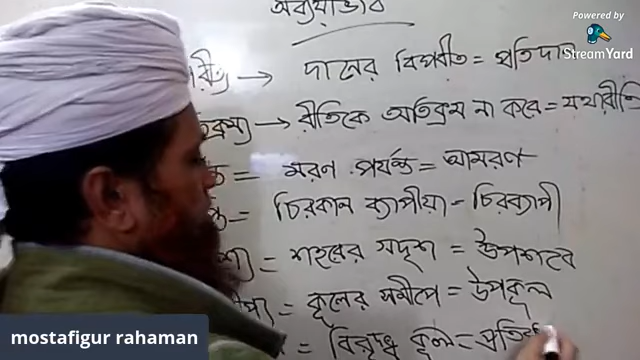 অব্যয়ীভাব
Powered by
StreamYard
→ দানের বিপরীত = প্রতিদান
→ রীতিকে অতিক্রম না করে = যথারীতি
= মরণ পর্যন্ত = আমরণ
= চিরকাল ব্যাপীয়া - চিরব্যাপী
= শহরের সদৃশ = উপশহর
= কূলের সমীপে = উপকূল
= বিরুদ্ধ কূল =
mostafigur rahaman